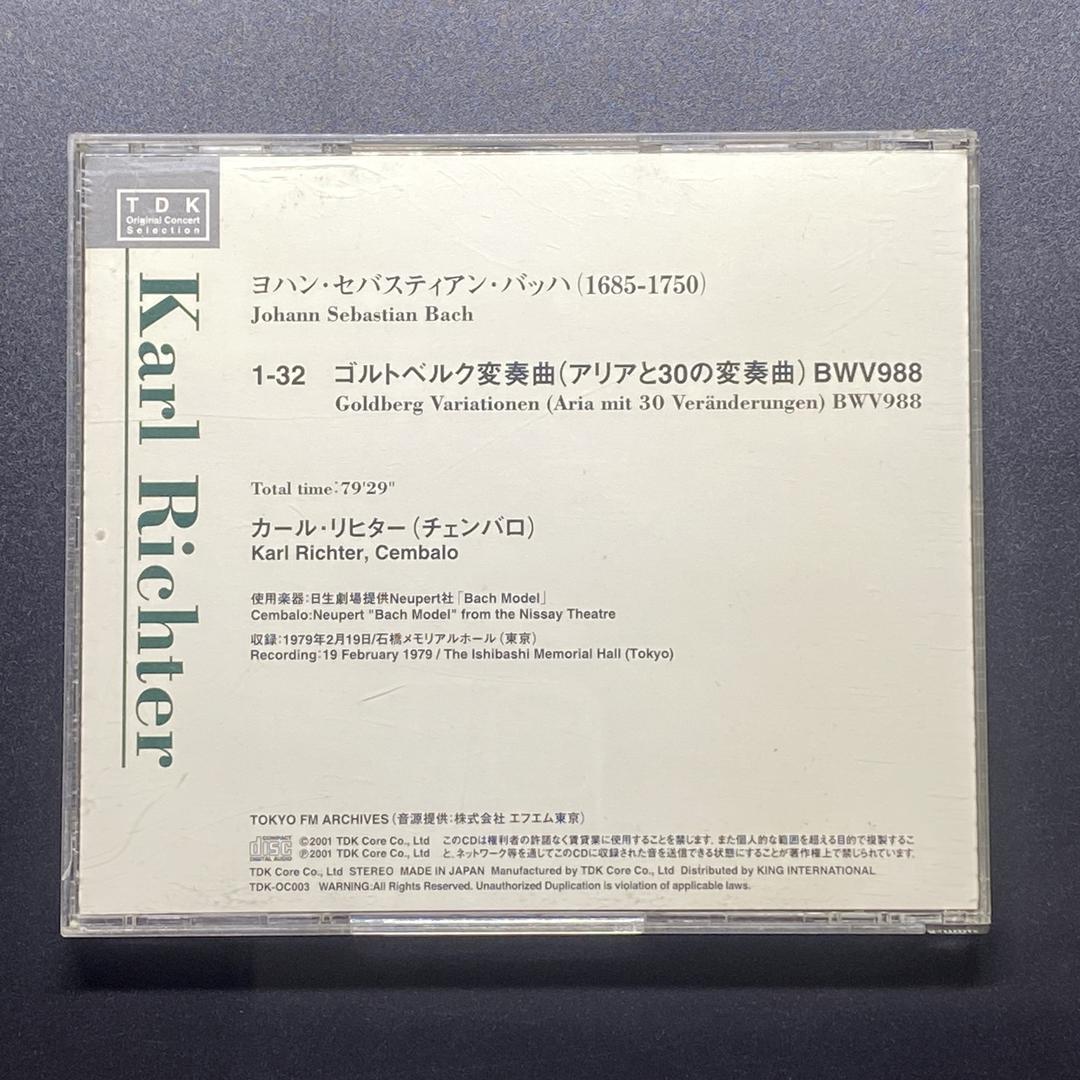 TDK
Original Concert
Selection
Karl Richter
ヨハン・セバスティアン・バッハ(1685-1750)
Johann Sebastian Bach
1-32 ゴルトベルク変奏曲(アリアと30の変奏曲)BWV988
Goldberg Variationen (Aria mit 30 Veränderungen) BWV988
Total time:79'29"
カール・リヒター(チェンバロ)
Karl Richter, Cembalo
使用楽器:日生劇場提供Neupert社「Bach Model」
Cembalo:Neupert "Bach Model" from the Nissay Theatre
収録:1979年2月19日/石橋メモリアルホール(東京)
Recording:19 February 1979 / The Ishibashi Memorial Hall (Tokyo)
TOKYO FM ARCHIVES(音源提供:株式会社 エフエム東京)
COMPACT
disc
DIGITAL AUDIO
©2001 TDK Core Co., Ltd このCDは権利者の許諾なく賃貸業に使用することを禁じます。また個人的な範囲を超える目的で複製するこ
℗2001 TDK Core Co., Ltd と、ネットワーク等を通してこのCDに収録された音を送信できる状態にすることが著作権上で禁じられています。
TDK Core Co., Ltd STEREO MADE IN JAPAN Manufactured by TDK Core Co., Ltd Distributed by KING INTERNATIONAL
TDK-OC003 WARNING:All Rights Reserved. Unauthorized Duplication is violation of applicable laws.